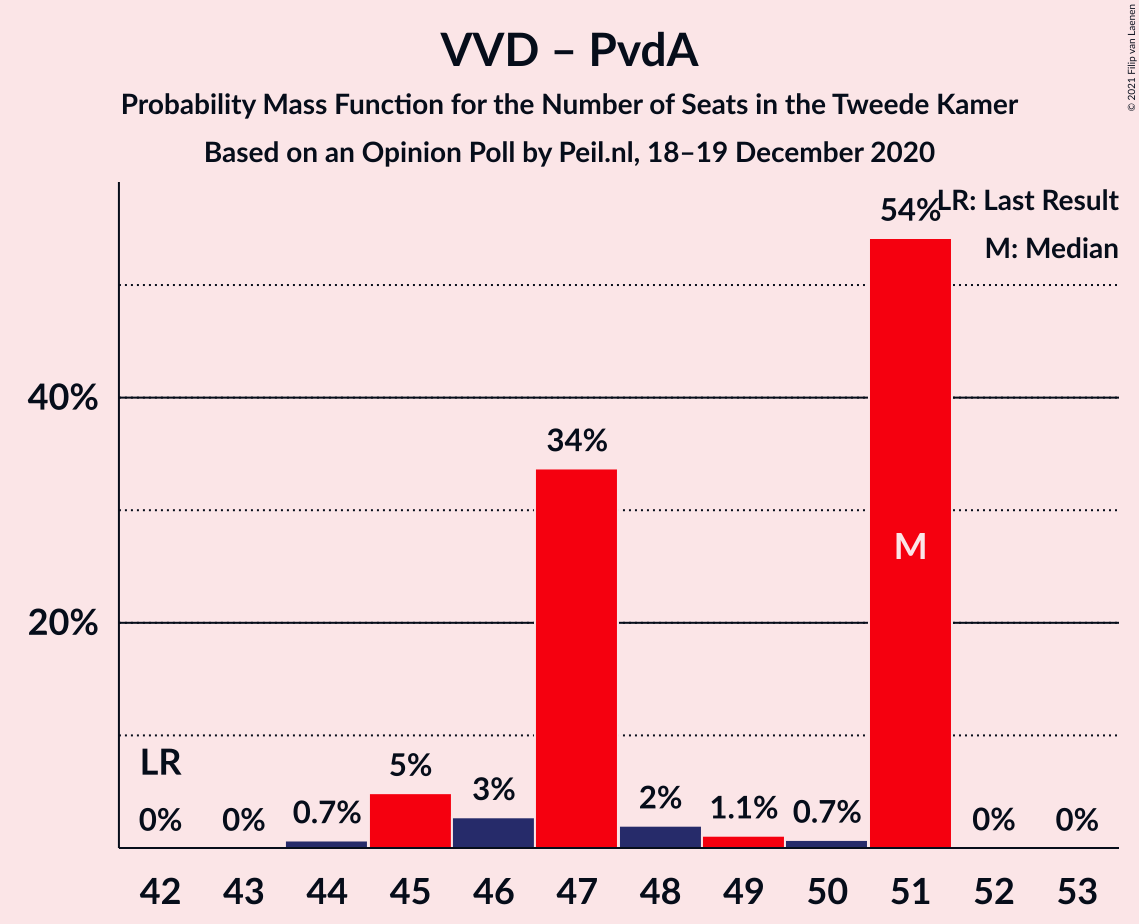 VVD – PvdA
Probability Mass Function for the Number of Seats in the Tweede Kamer
Based on an Opinion Poll by Peil.nl, 18–19 December 2020
© 2021 Filip van Laenen
LR: Last Result
M: Median
54%
40%
34%
M
20%
LR
0%
0%
0.7%
5%
3%
2%
1.1%
0.7%
0%
0%
42 43 44 45 46 47 48 49 50 51 52 53